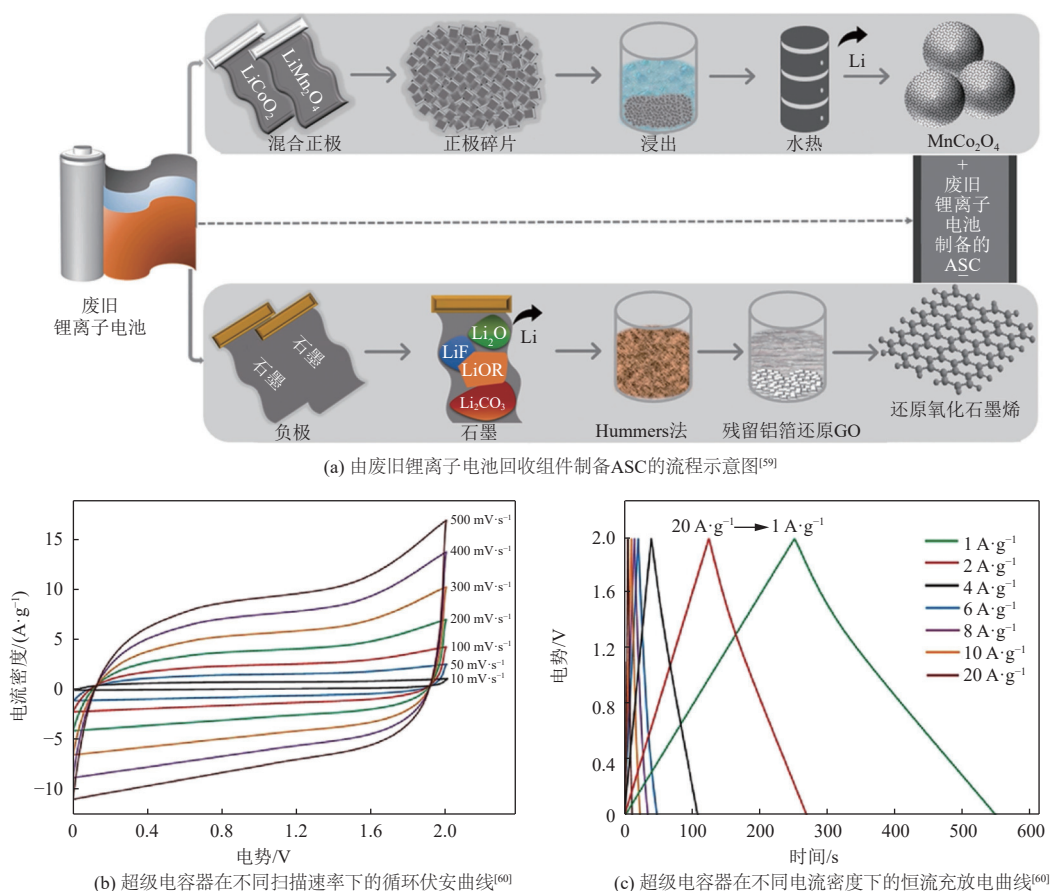 LiCoO₂
LiMn₂O₄
Li
混合正极
正极碎片
浸出
水热
MnCo₂O₄
+
废旧
锂离子
电池
制备的
ASC
−
废旧
锂离子电池
石墨
石墨
Li₂O
LiF
LiOR
Li₂CO₃
Li
负极
石墨
Hummers法
残留铝箔还原GO
还原氧化石墨烯
(a) 由废旧锂离子电池回收组件制备ASC的流程示意图[59]
电流密度/(A·g⁻¹)
15
10
5
0
−5
−10
500 mV·s⁻¹
400 mV·s⁻¹
300 mV·s⁻¹
200 mV·s⁻¹
100 mV·s⁻¹
50 mV·s⁻¹
10 mV·s⁻¹
0 0.4 0.8 1.2 1.6 2.0
电势/V
(b) 超级电容器在不同扫描速率下的循环伏安曲线[60]
电势/V
2.0
1.6
1.2
0.8
0.4
0
20 A·g⁻¹ → 1 A·g⁻¹
1 A·g⁻¹
2 A·g⁻¹
4 A·g⁻¹
6 A·g⁻¹
8 A·g⁻¹
10 A·g⁻¹
20 A·g⁻¹
0 100 200 300 400 500 600
时间/s
(c) 超级电容器在不同电流密度下的恒流充放电曲线[60]